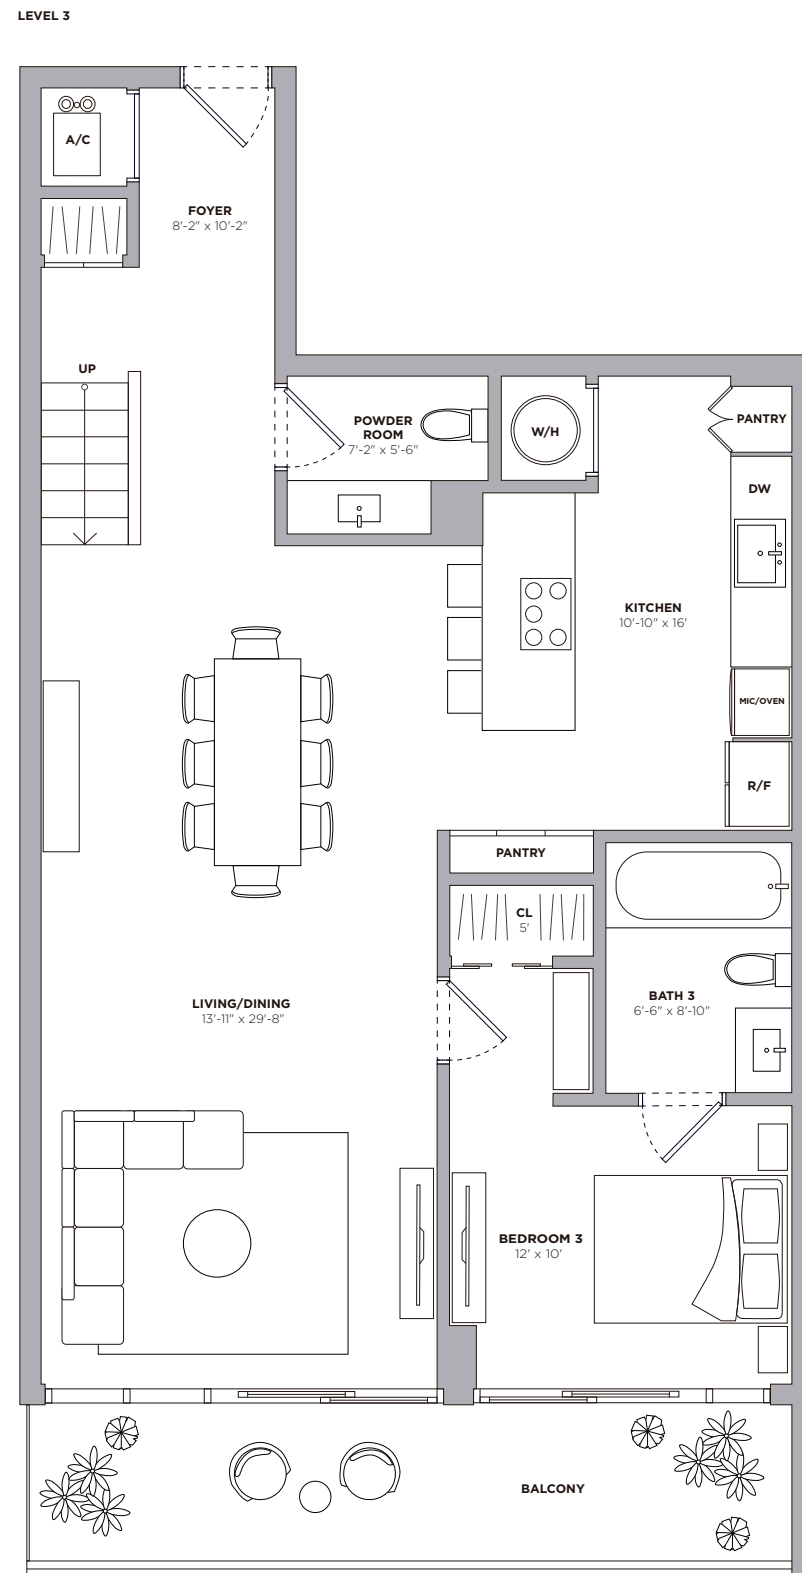 LEVEL 3
A/C
FOYER
8'-2" x 10'-2"
UP
POWDER
ROOM
7'-2" x 5'-6"
W/H
PANTRY
DW
KITCHEN
10'-10" x 16'
MIC/OVEN
R/F
PANTRY
CL
5'
LIVING/DINING
13'-11" x 29'-8"
BATH 3
6'-6" x 8'-10"
BEDROOM 3
12' x 10'
BALCONY